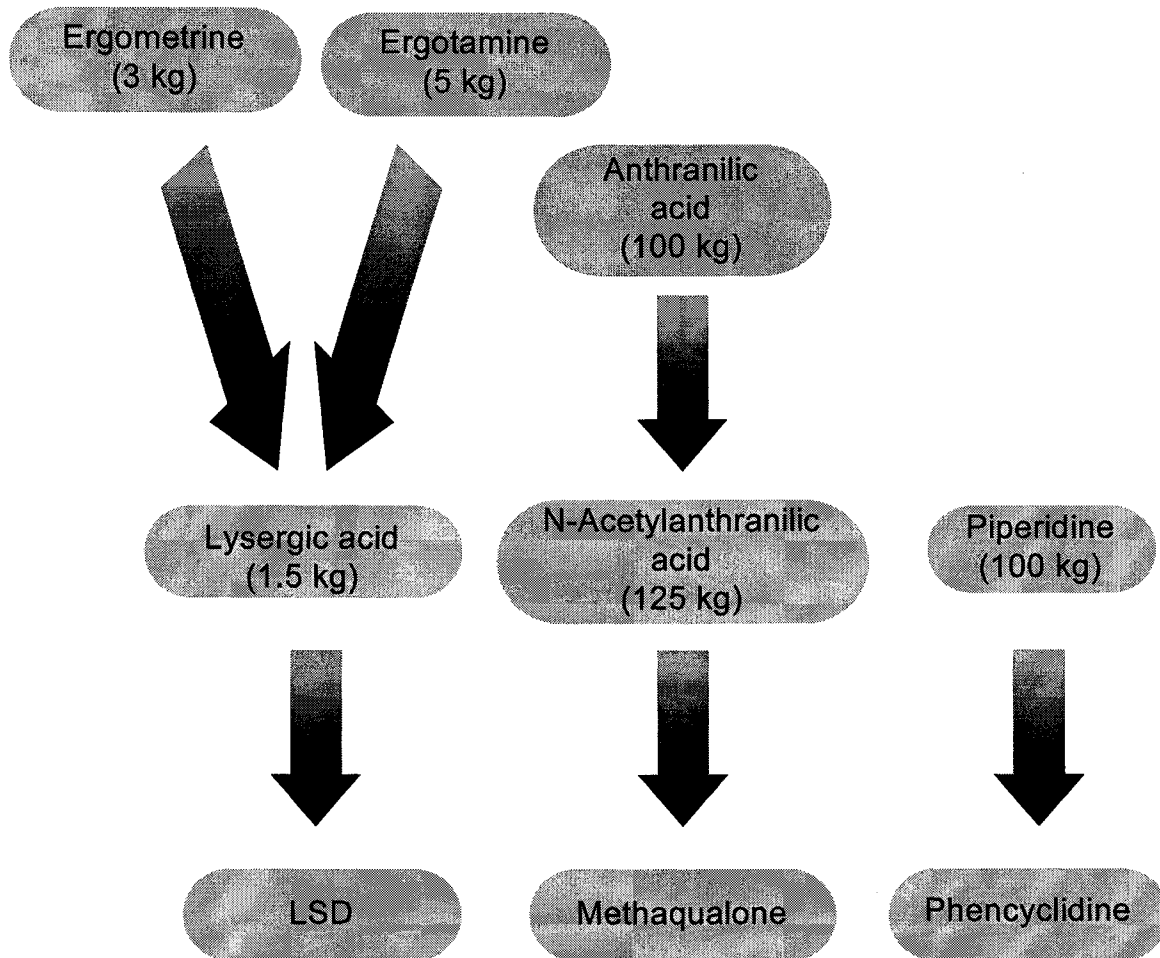 Ergometrine
(3 kg)
Ergotamine
(5 kg)
Anthranilic
acid
(100 kg)
Lysergic acid
(1.5 kg)
N-Acetylanthranilic
acid
(125 kg)
Piperidine
(100 kg)
LSD
Methaqualone
Phencyclidine